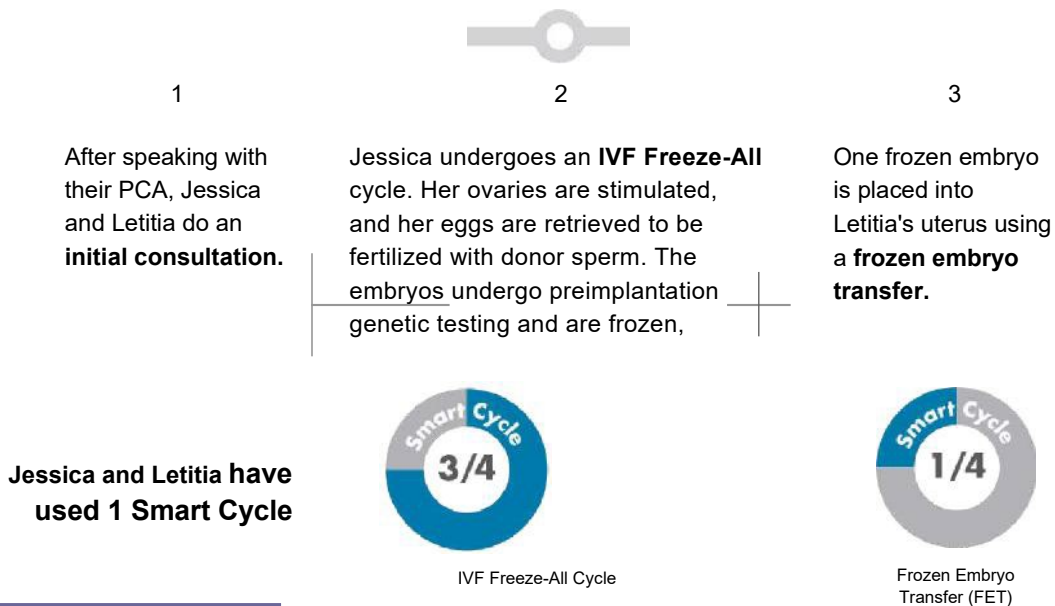 1
After speaking with
their PCA, Jessica
and Letitia do an
initial consultation.
2
Jessica undergoes an IVF Freeze-All
cycle. Her ovaries are stimulated,
and her eggs are retrieved to be
fertilized with donor sperm. The
embryos undergo preimplantation
genetic testing and are frozen,
3
One frozen embryo
is placed into
Letitia's uterus using
a frozen embryo
transfer.
Jessica and Letitia have
used 1 Smart Cycle
Smart Cycle
3/4
IVF Freeze-All Cycle
Smart Cycle
1/4
Frozen Embryo
Transfer (FET)